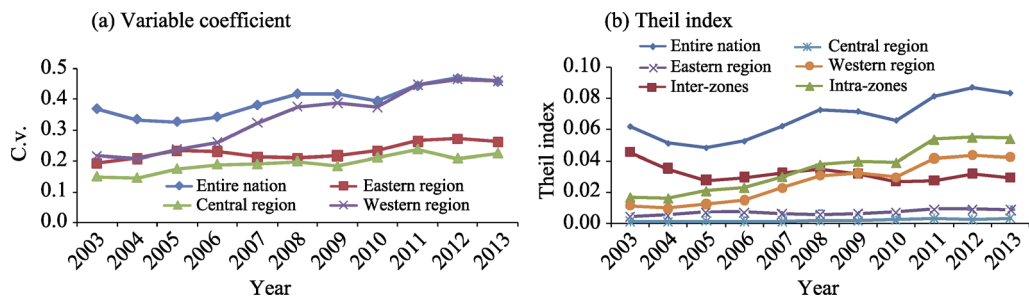 (a) Variable coefficient
C.v.
0.5
0.4
0.3
0.2
0.1
0.0
Entire nation
Eastern region
Central region
Western region
2003
2004
2005
2006
2007
2008
2009
2010
2011
2012
2013
Year
(b) Theil index
Entire nation
Central region
Eastern region
Western region
Inter-zones
Intra-zones
Theil index
0.10
0.08
0.06
0.04
0.02
0.00
2003
2004
2005
2006
2007
2008
2009
2010
2011
2012
2013
Year